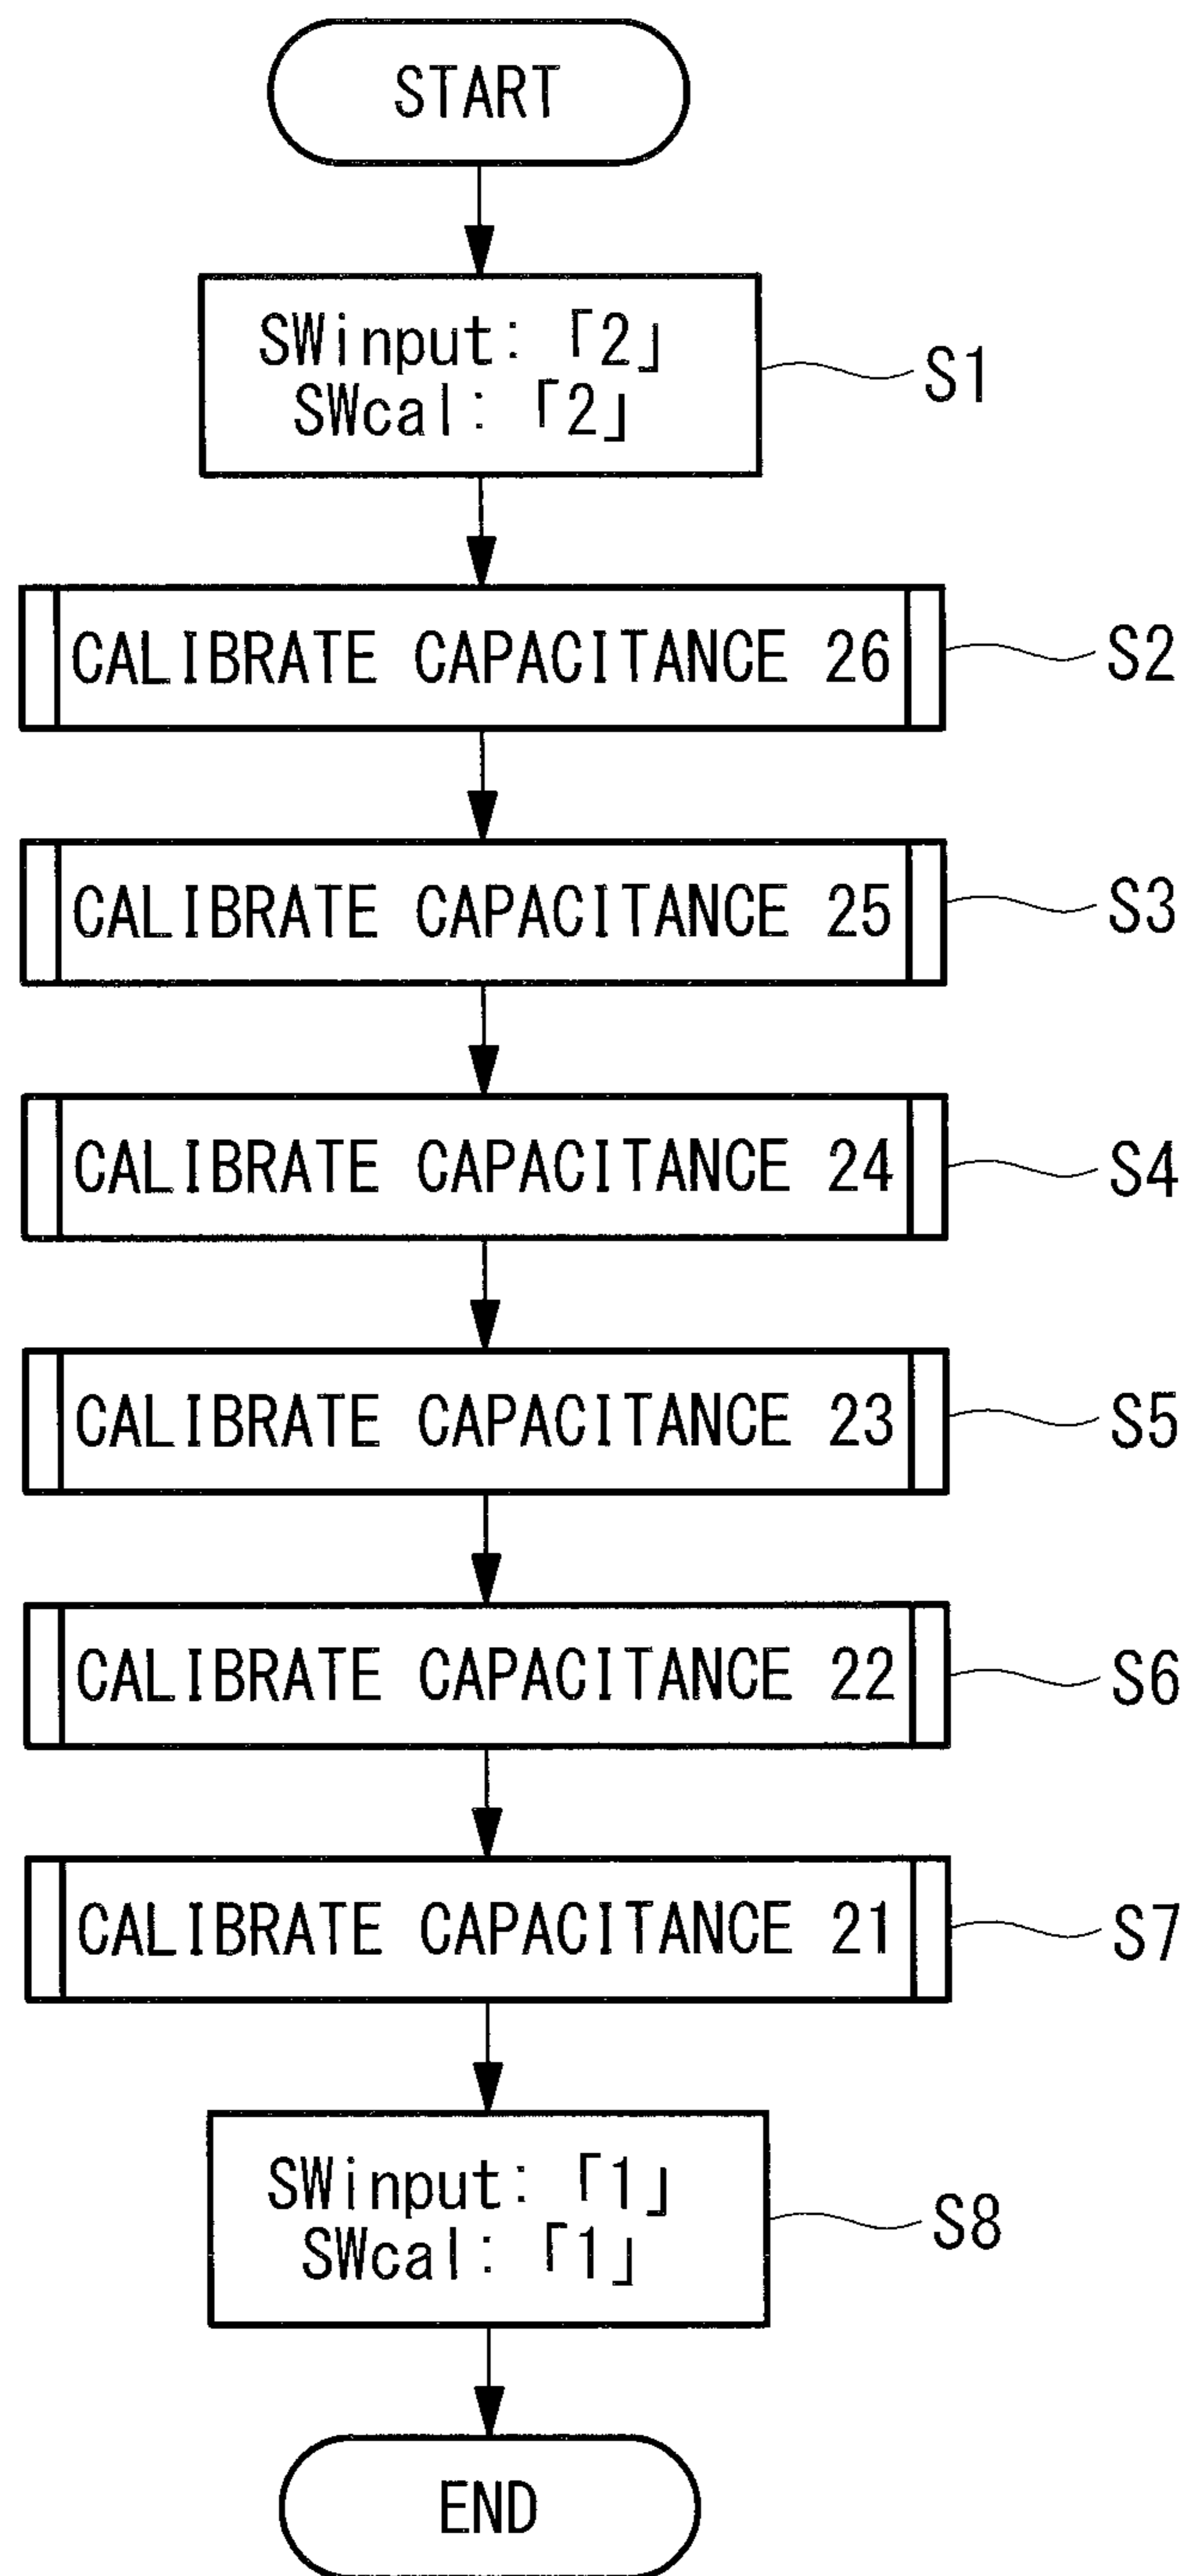 START
SWinput: 「2」
SWcal: 「2」
S1
CALIBRATE CAPACITANCE 26
S2
CALIBRATE CAPACITANCE 25
S3
CALIBRATE CAPACITANCE 24
S4
CALIBRATE CAPACITANCE 23
S5
CALIBRATE CAPACITANCE 22
S6
CALIBRATE CAPACITANCE 21
S7
SWinput: 「1」
SWcal: 「1」
S8
END